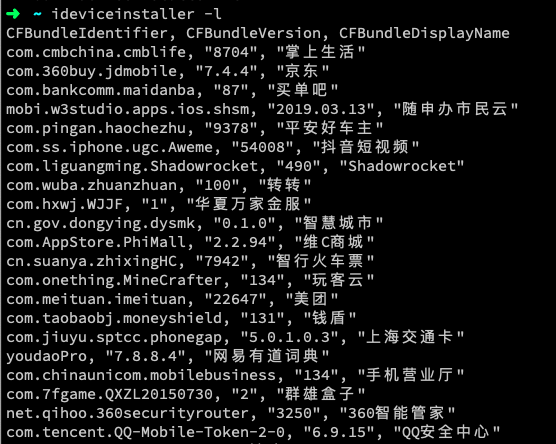 ➜ ~ ideviceinstaller -l
CFBundleIdentifier, CFBundleVersion, CFBundleDisplayName
com.cmbchina.cmblife, "8704", "掌上生活"
com.360buy.jdmobile, "7.4.4", "京东"
com.bankcomm.maidanba, "87", "买单吧"
mobi.w3studio.apps.ios.shsm, "2019.03.13", "随申办市民云"
com.pingan.haochezhu, "9378", "平安好车主"
com.ss.iphone.ugc.Aweme, "54008", "抖音短视频"
com.liguangming.Shadowrocket, "490", "Shadowrocket"
com.wuba.zhuanzhuan, "100", "转转"
com.hxwj.WJJF, "1", "华夏万家金服"
cn.gov.dongying.dysmk, "0.1.0", "智慧城市"
com.AppStore.PhiMall, "2.2.94", "维C商城"
cn.suanya.zhixingHC, "7942", "智行火车票"
com.onething.MineCrafter, "134", "玩客云"
com.meituan.imeituan, "22647", "美团"
com.taobaobj.moneyshield, "131", "钱盾"
com.jiuyu.sptcc.phonegap, "5.0.1.0.3", "上海交通卡"
youdaoPro, "7.8.8.4", "网易有道词典"
com.chinaunicom.mobilebusiness, "134", "手机营业厅"
com.7fgame.QXZL20150730, "2", "群雄盒子"
net.qihoo.360securityrouter, "3250", "360智能管家"
com.tencent.QQ-Mobile-Token-2-0, "6.9.15", "QQ安全中心"